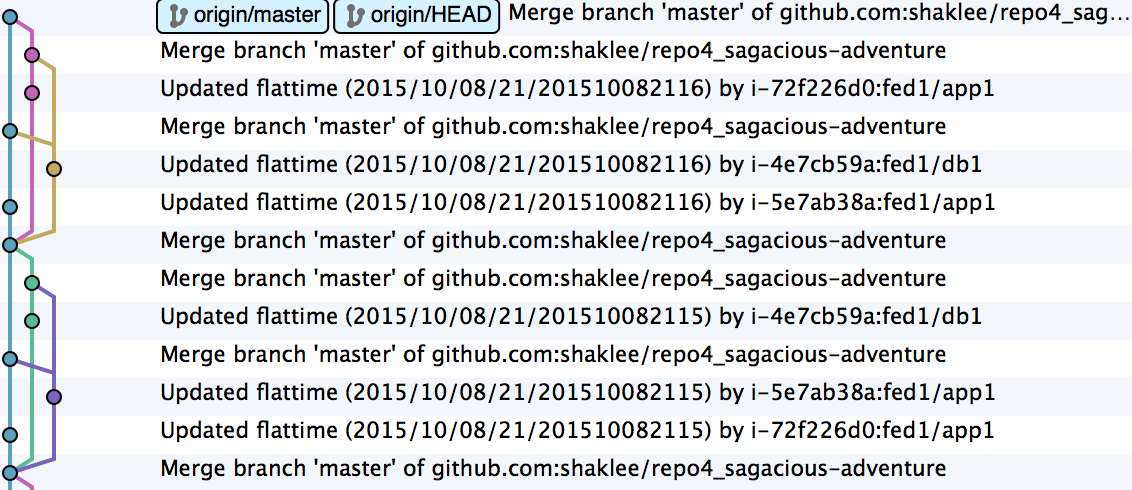 origin/master origin/HEAD Merge branch 'master' of github.com:shaklee/repo4_sag...
Merge branch 'master' of github.com:shaklee/repo4_sagacious-adventure
Updated flattime (2015/10/08/21/201510082116) by i-72f226d0:fed1/app1
Merge branch 'master' of github.com:shaklee/repo4_sagacious-adventure
Updated flattime (2015/10/08/21/201510082116) by i-4e7cb59a:fed1/db1
Updated flattime (2015/10/08/21/201510082116) by i-5e7ab38a:fed1/app1
Merge branch 'master' of github.com:shaklee/repo4_sagacious-adventure
Merge branch 'master' of github.com:shaklee/repo4_sagacious-adventure
Updated flattime (2015/10/08/21/201510082115) by i-4e7cb59a:fed1/db1
Merge branch 'master' of github.com:shaklee/repo4_sagacious-adventure
Updated flattime (2015/10/08/21/201510082115) by i-5e7ab38a:fed1/app1
Updated flattime (2015/10/08/21/201510082115) by i-72f226d0:fed1/app1
Merge branch 'master' of github.com:shaklee/repo4_sagacious-adventure